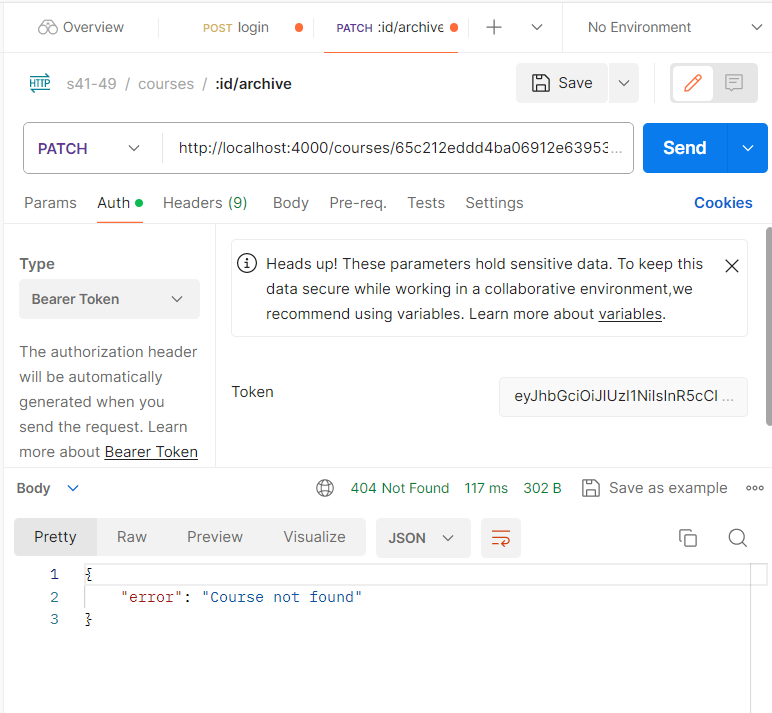 Overview POST login PATCH :id/archive No Environment
HTTP s41-49 / courses / :id/archive Save
PATCH http://localhost:4000/courses/65c212eddd4ba06912e63953... Send
Params Auth Headers (9) Body Pre-req. Tests Settings Cookies
Type
Bearer Token
The authorization header
will be automatically
generated when you
send the request. Learn
more about Bearer Token
Heads up! These parameters hold sensitive data. To keep this
data secure while working in a collaborative environment,we
recommend using variables. Learn more about variables.
Token eyJhbGciOiJIUzI1NiIsInR5cCI ...
Body 404 Not Found 117 ms 302 B Save as example
Pretty Raw Preview Visualize JSON
1 {
2 "error": "Course not found"
3 }